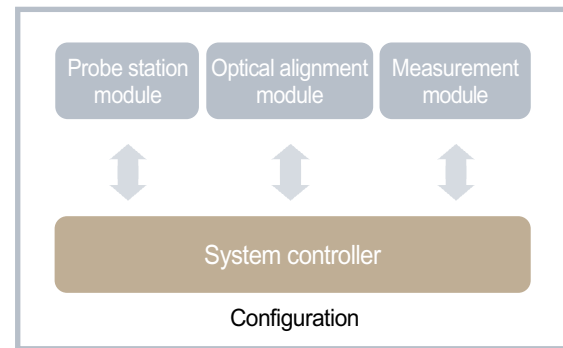 Probe station
module
Optical alignment
module
Measurement
module
System controller
Configuration